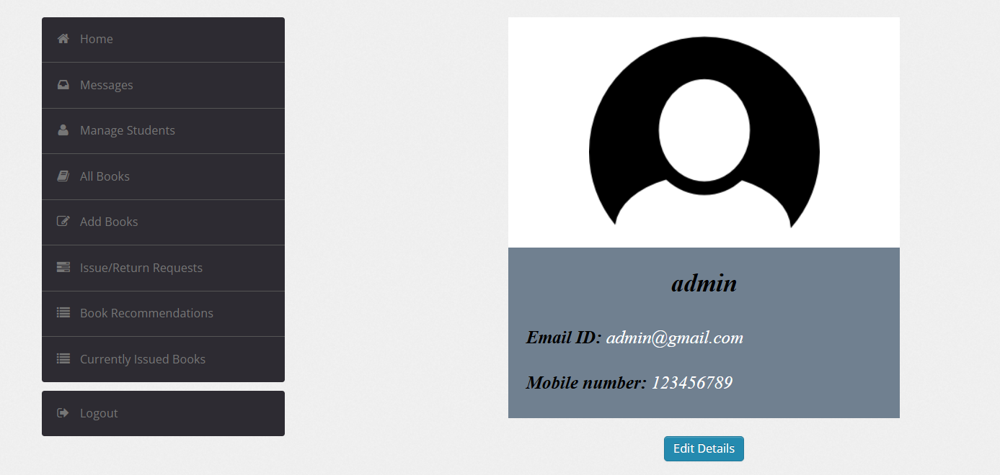 Home
Messages
Manage Students
All Books
Add Books
Issue/Return Requests
Book Recommendations
Currently Issued Books
Logout
admin
Email ID: admin@gmail.com
Mobile number: 123456789
Edit Details